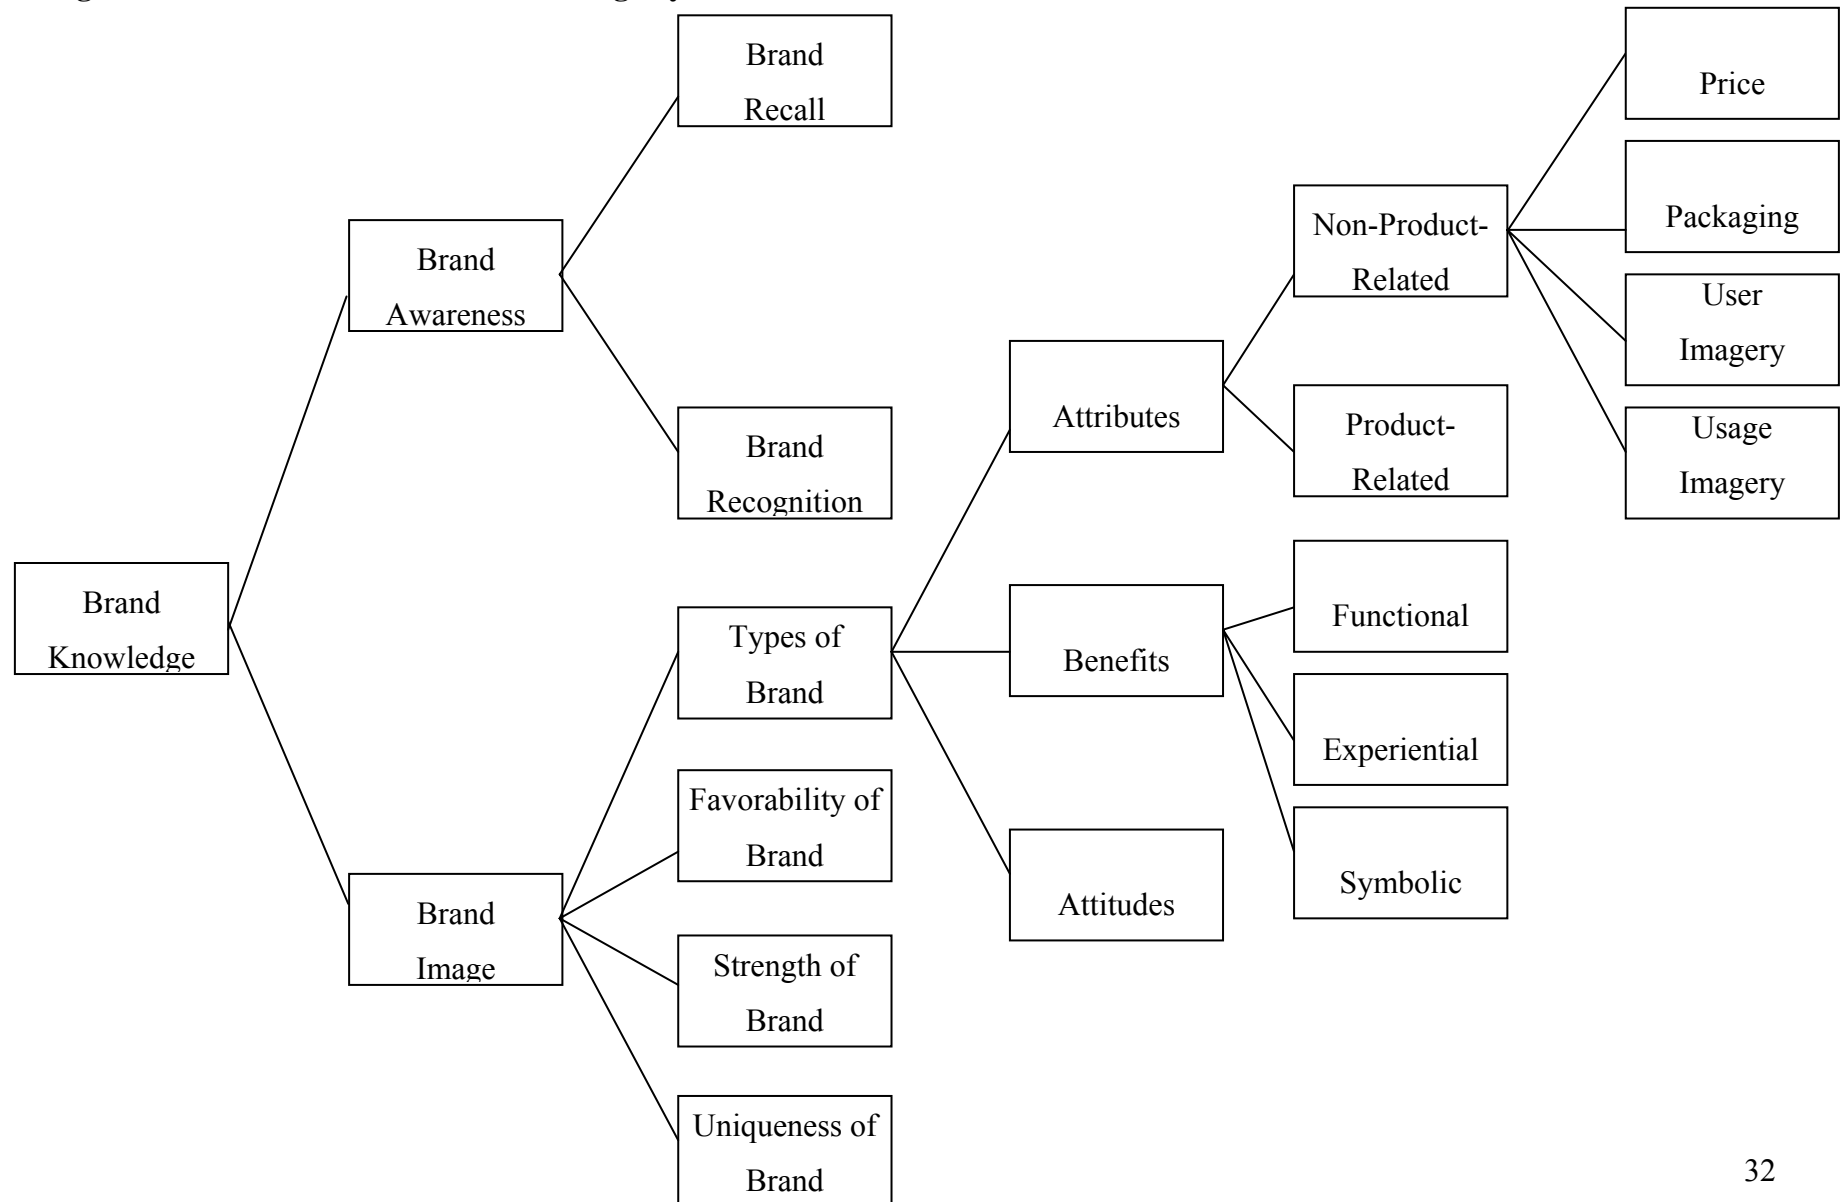 Brand
Recall
Brand
Awareness
Brand
Recognition
Brand
Knowledge
Brand
Image
Types of
Brand
Favorability of
Brand
Strength of
Brand
Uniqueness of
Brand
Attributes
Benefits
Attitudes
Non-Product-
Related
Product-
Related
Functional
Experiential
Symbolic
Price
Packaging
User
Imagery
Usage
Imagery
32